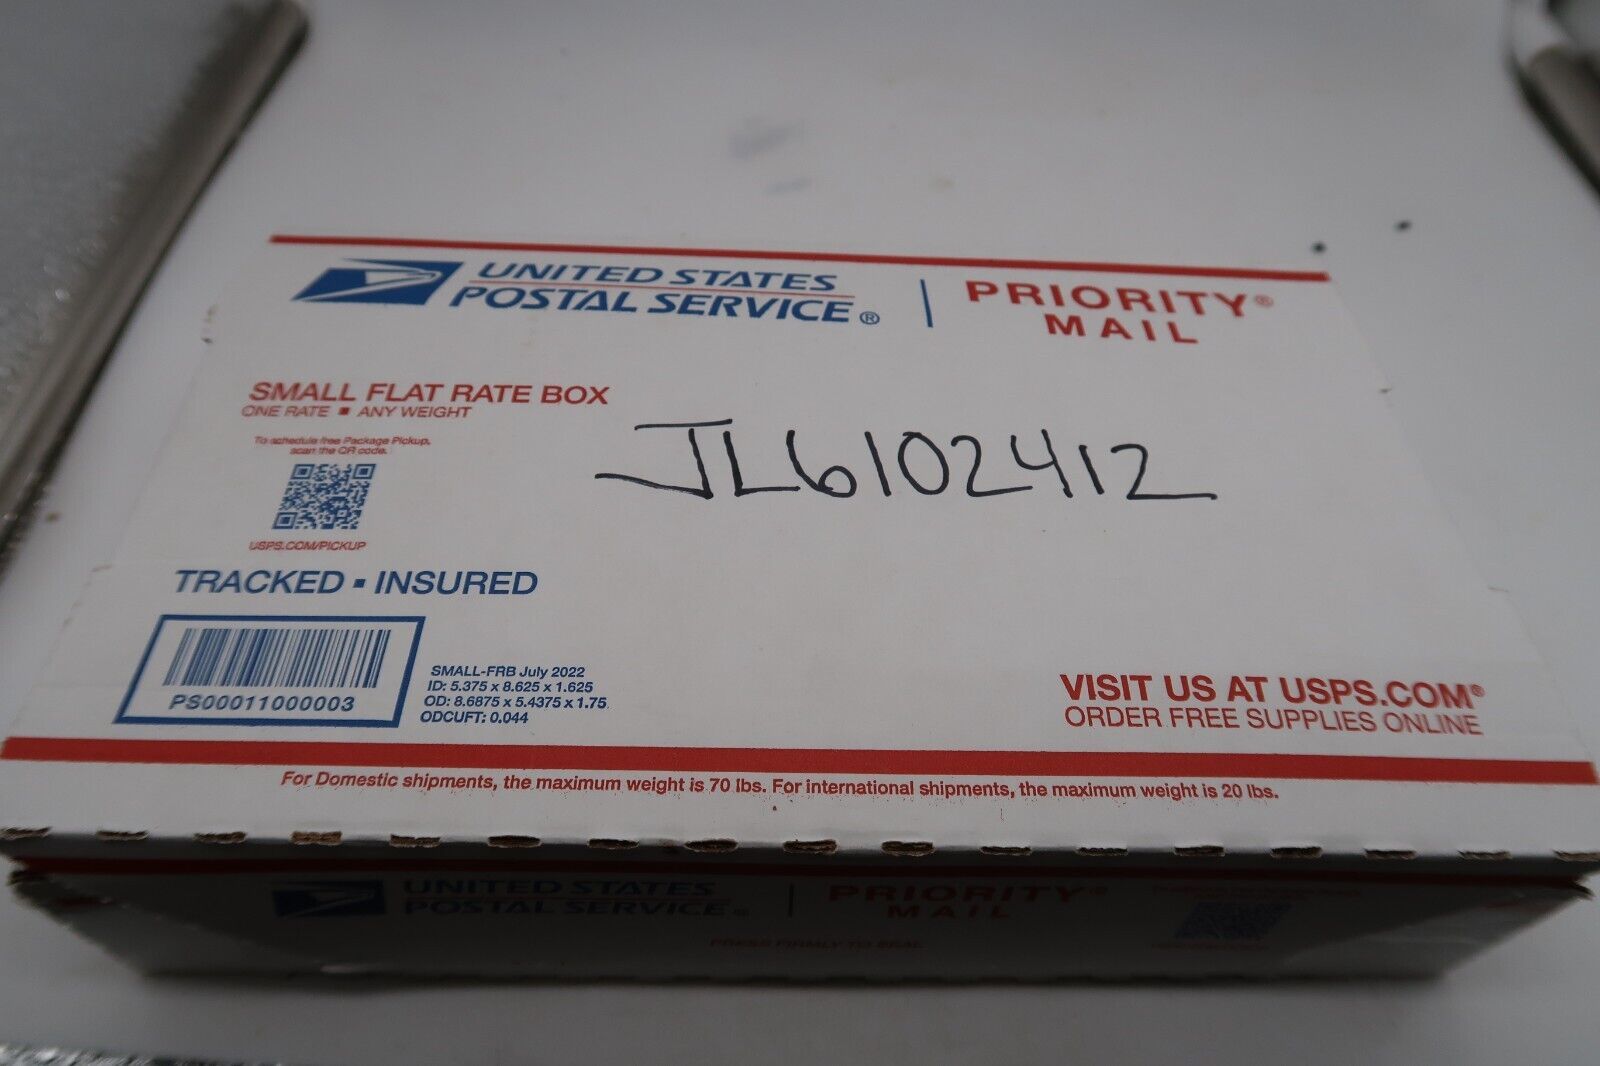 UNITED STATES
POSTAL SERVICE®
PRIORITY®
MAIL
SMALL FLAT RATE BOX
ONE RATE ▪ ANY WEIGHT
To schedule free Package Pickup,
scan the QR code.
USPS.COM/PICKUP
JL6102412
TRACKED ▪ INSURED
PS00011000003
SMALL-FRB July 2022
ID: 5.375 x 8.625 x 1.625
OD: 8.6875 x 5.4375 x 1.75
ODCUFT: 0.044
VISIT US AT USPS.COM®
ORDER FREE SUPPLIES ONLINE
For Domestic shipments, the maximum weight is 70 lbs. For international shipments, the maximum weight is 20 lbs.
UNITED STATES
POSTAL SERVICE®
PRIORITY®
MAIL
PRESS FIRMLY TO SEAL